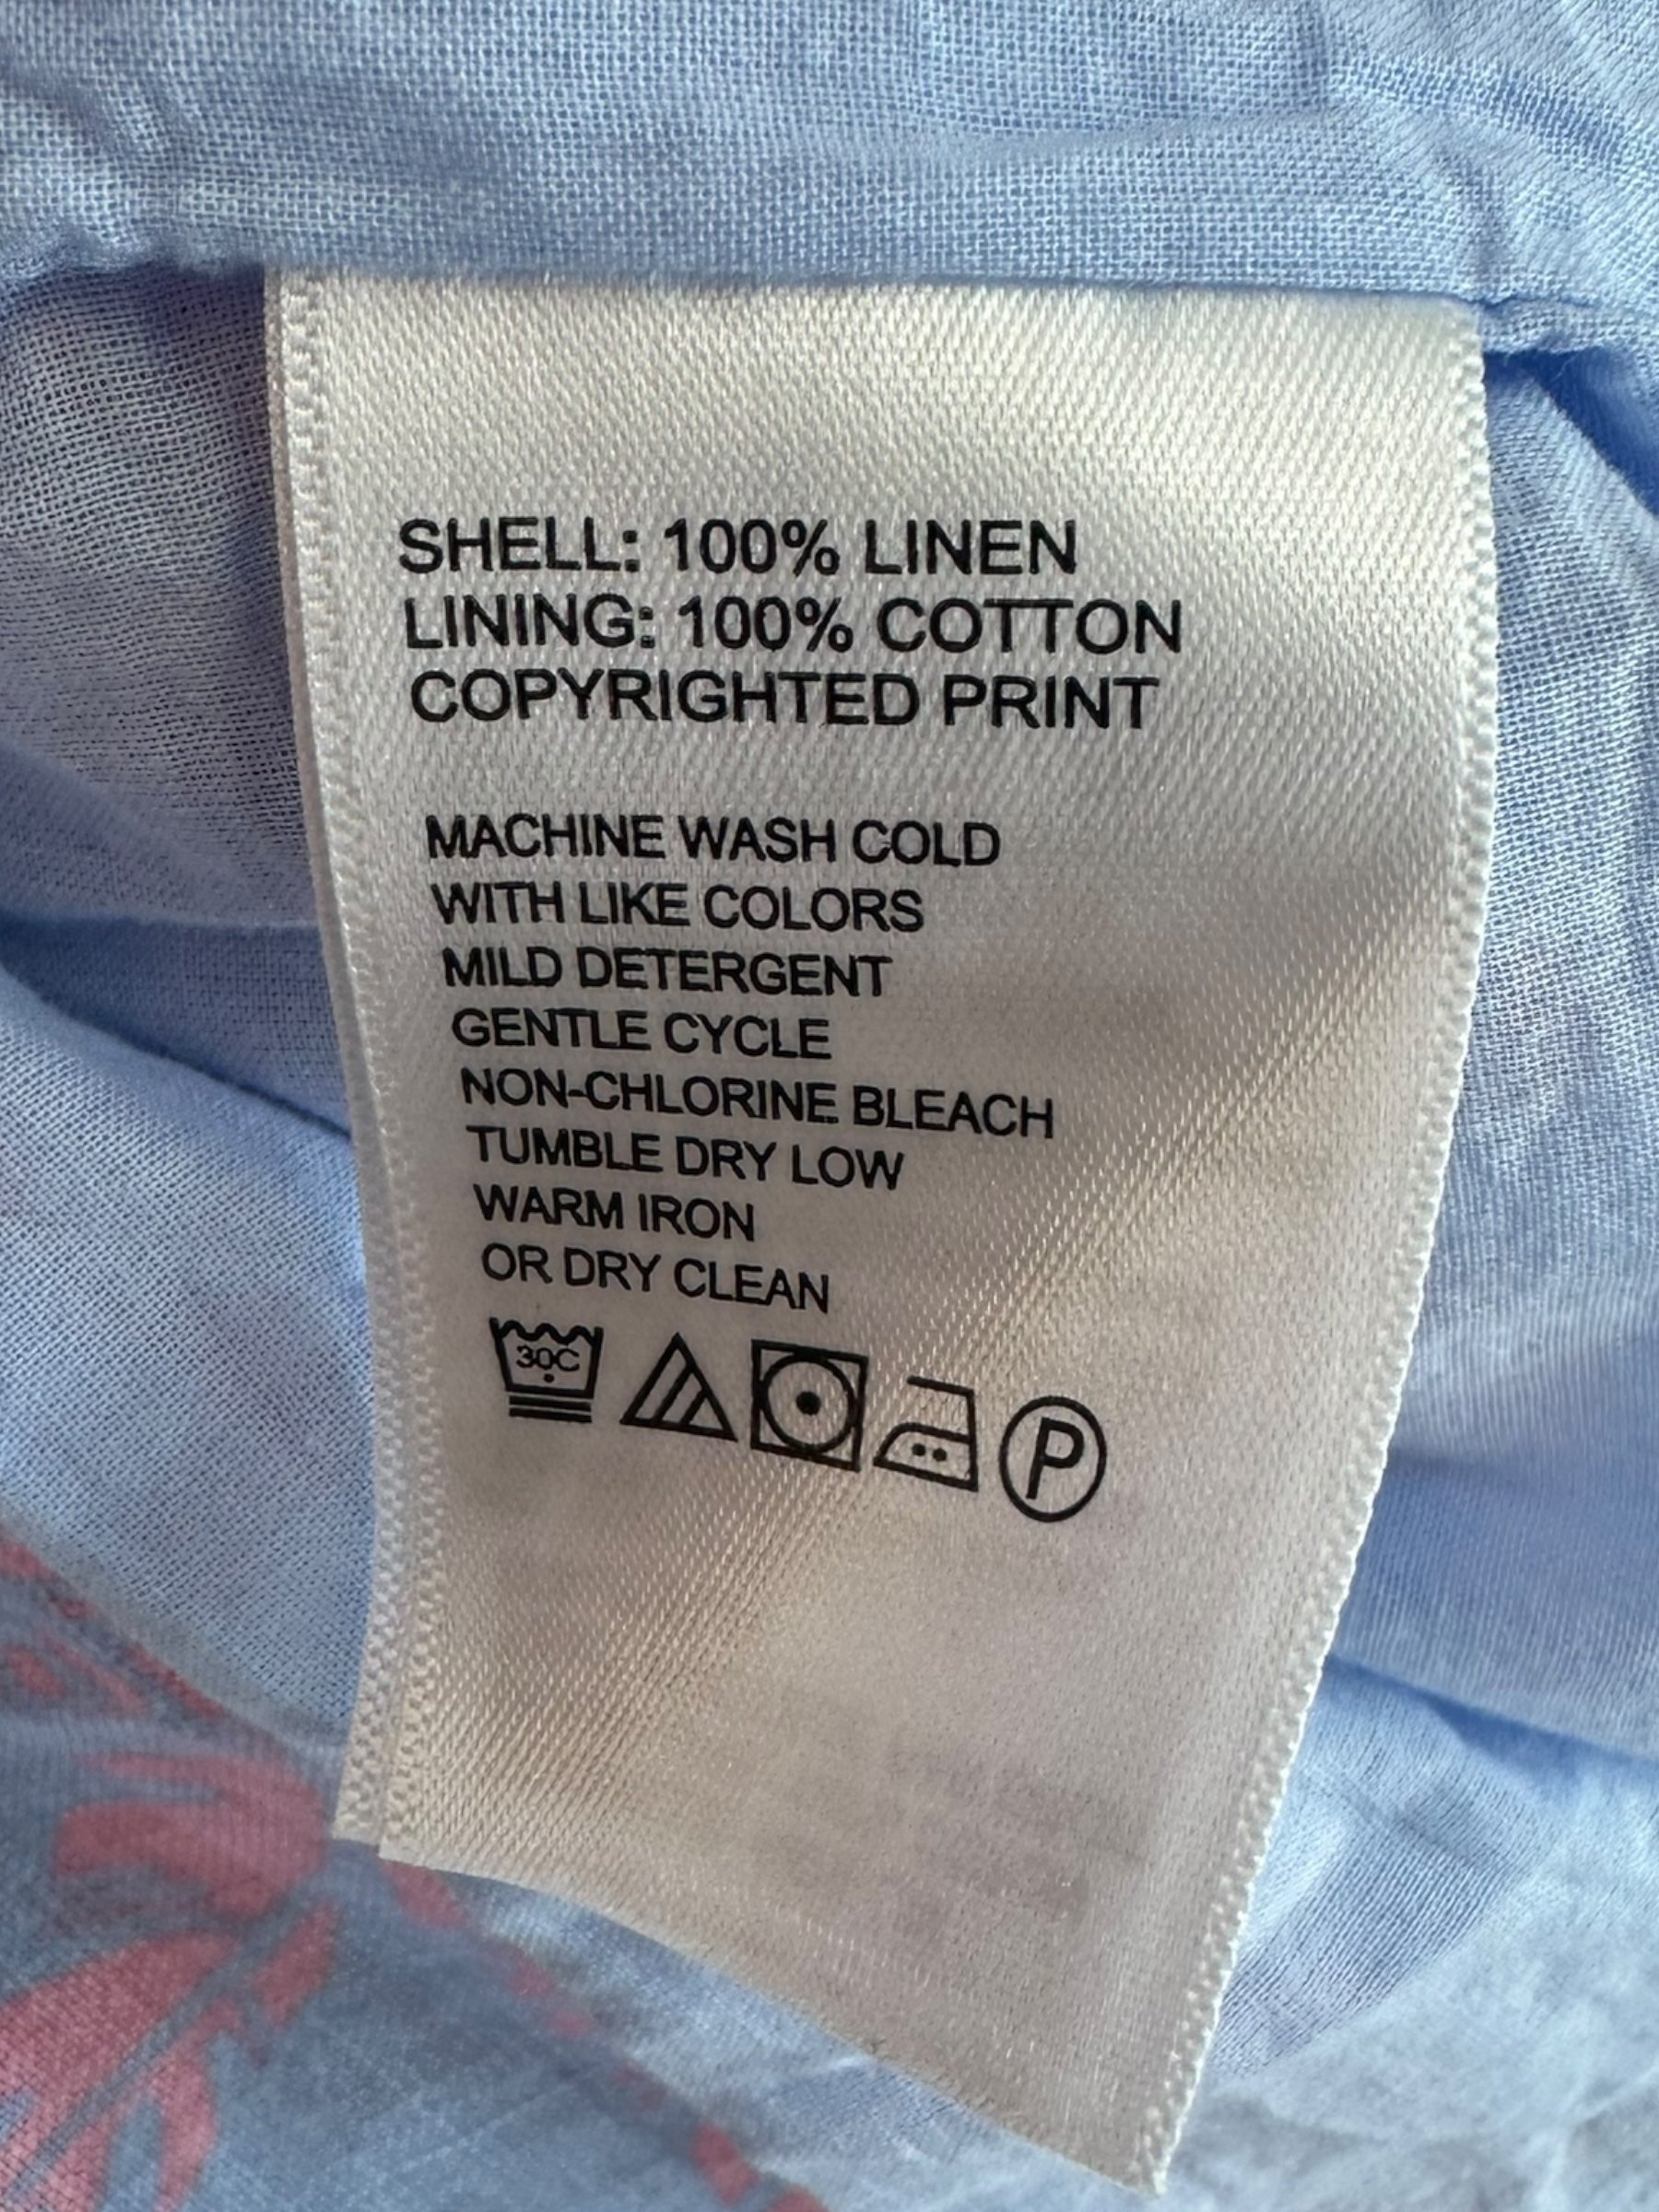 SHELL: 100% LINEN
LINING: 100% COTTON
COPYRIGHTED PRINT
MACHINE WASH COLD
WITH LIKE COLORS
MILD DETERGENT
GENTLE CYCLE
NON-CHLORINE BLEACH
TUMBLE DRY LOW
WARM IRON
OR DRY CLEAN
30C P